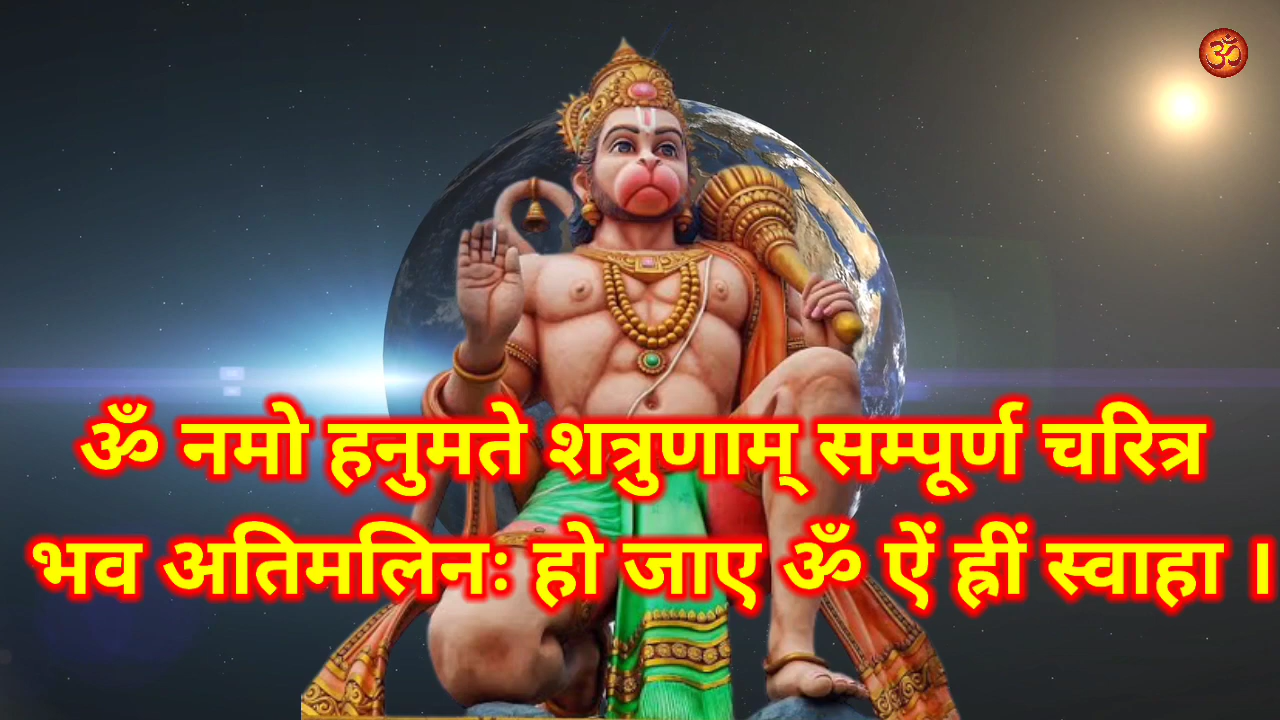 ॐ
ॐ नमो हनुमते शत्रुणाम् सम्पूर्ण चरित्र
भव अतिमलिनः हो जाए ॐ ऐं ह्रीं स्वाहा ।